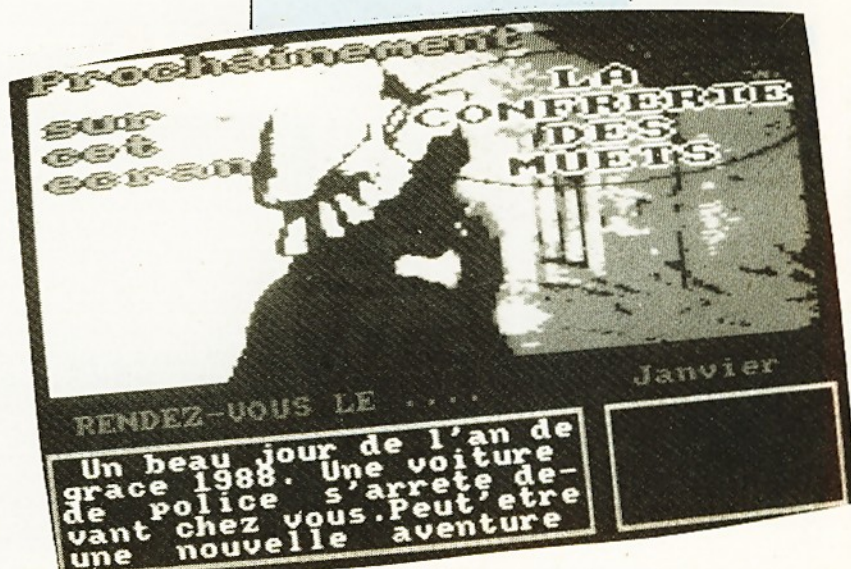 Prochainement
sur
cet
ecran
LA
CONFRERIE
DES
MUETS
RENDEZ-VOUS LE ....
Janvier
Un beau jour de l'an de
grace 1988. Une voiture
de police s'arrete de-
vant chez vous.Peut'etre
une nouvelle aventure